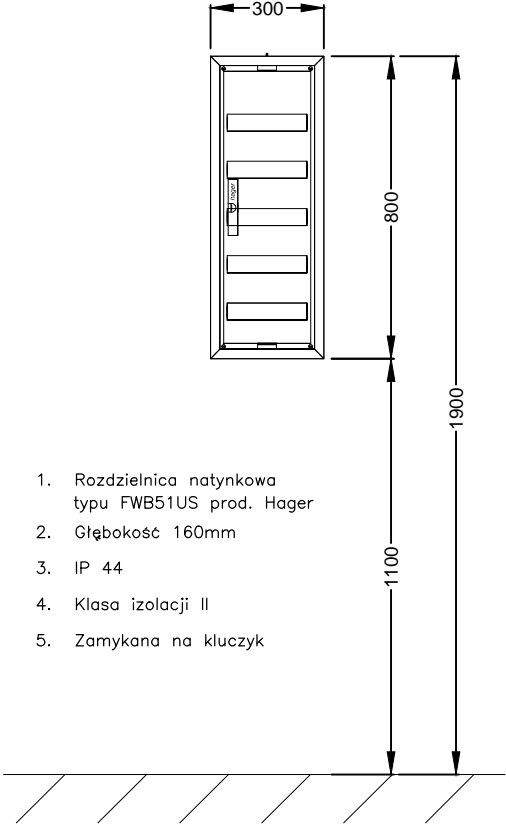 300
hager
800
1900
1100
1. Rozdzielnica natynkowa
typu FWB51US prod. Hager
2. Głębokość 160mm
3. IP 44
4. Klasa izolacji II
5. Zamykana na kluczyk